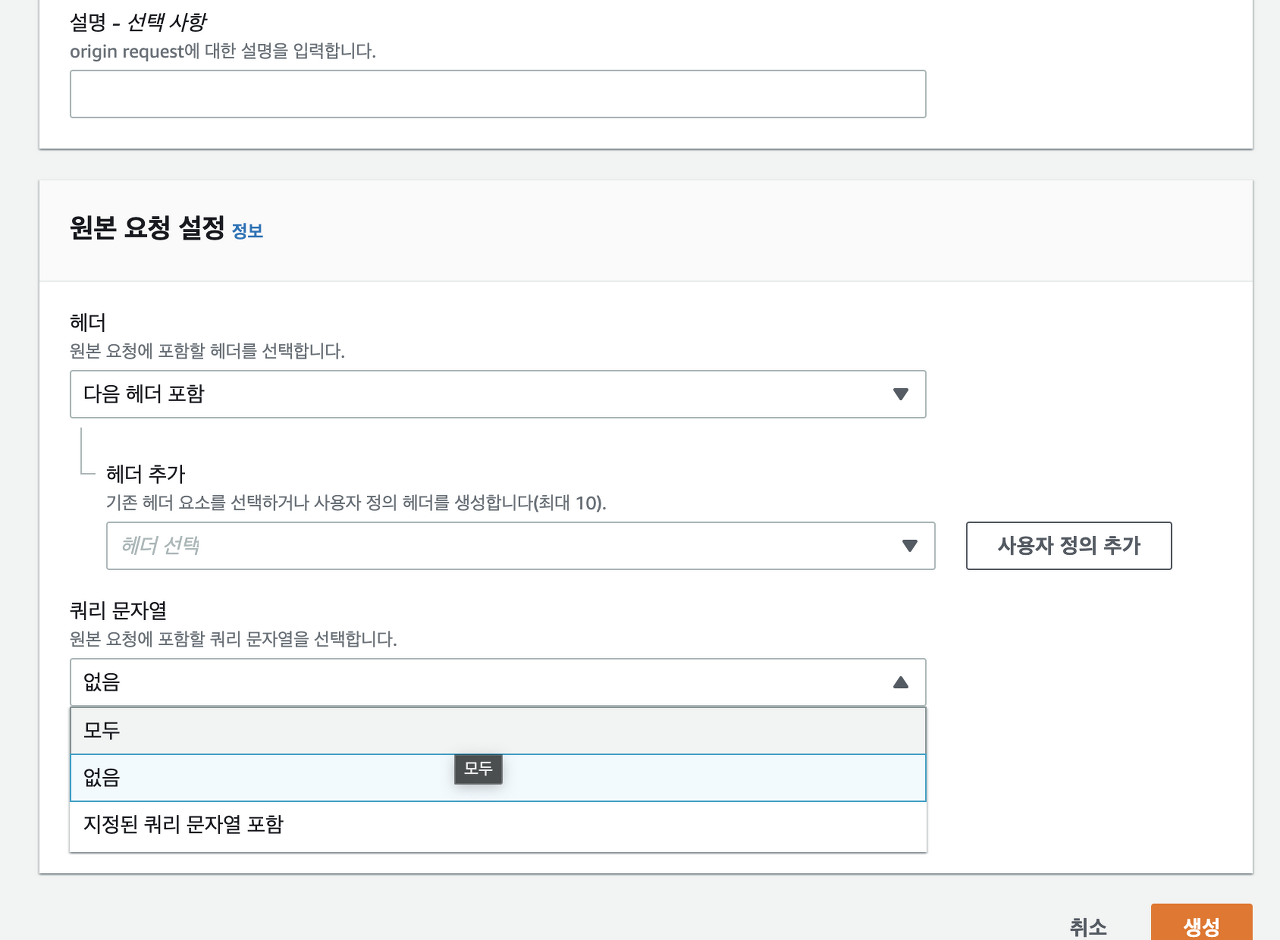 설명 - 선택 사항
origin request에 대한 설명을 입력합니다.
원본 요청 설정 정보
헤더
원본 요청에 포함할 헤더를 선택합니다.
다음 헤더 포함
헤더 추가
기존 헤더 요소를 선택하거나 사용자 정의 헤더를 생성합니다(최대 10).
헤더 선택
사용자 정의 추가
쿼리 문자열
원본 요청에 포함할 쿼리 문자열을 선택합니다.
없음
모두
모두
없음
지정된 쿼리 문자열 포함
취소
생성